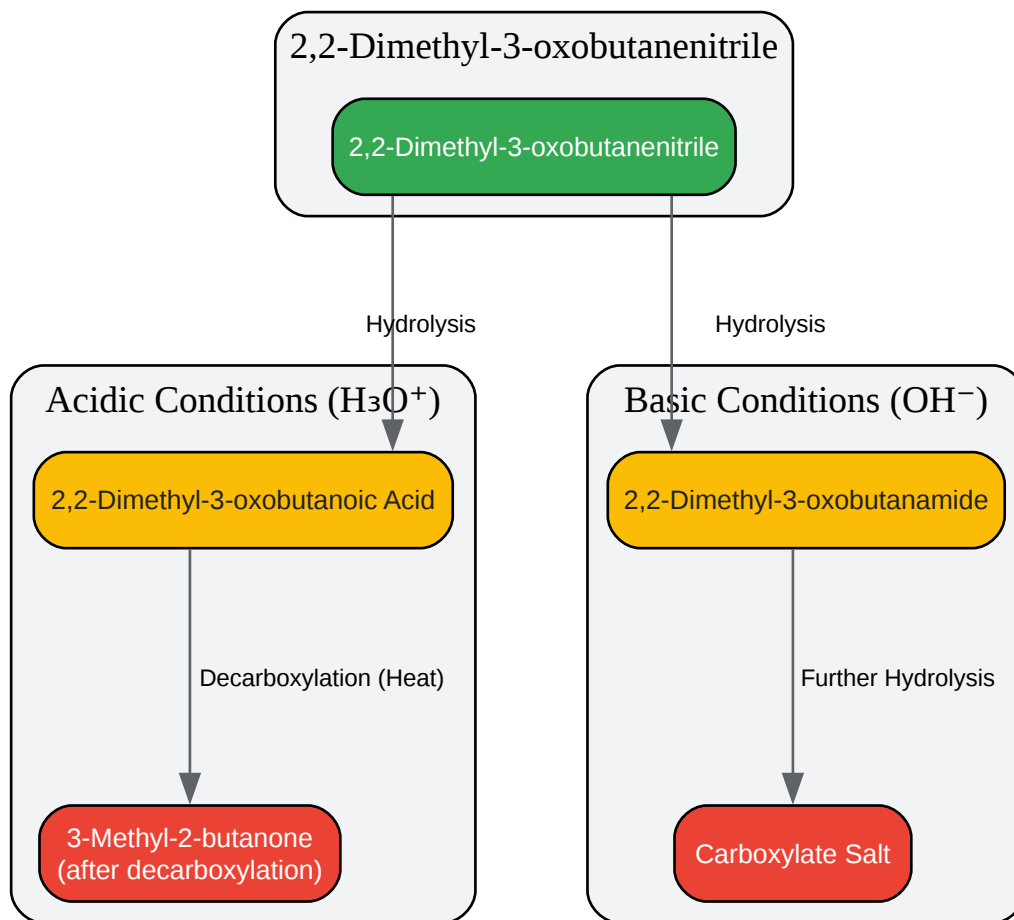 2,2-Dimethyl-3-oxobutanenitrile
2,2-Dimethyl-3-oxobutanenitrile
Hydrolysis
Hydrolysis
Acidic Conditions (H₃O⁺)
Basic Conditions (OH⁻)
2,2-Dimethyl-3-oxobutanoic Acid
2,2-Dimethyl-3-oxobutanamide
Decarboxylation (Heat)
Further Hydrolysis
3-Methyl-2-butanone
(after decarboxylation)
Carboxylate Salt